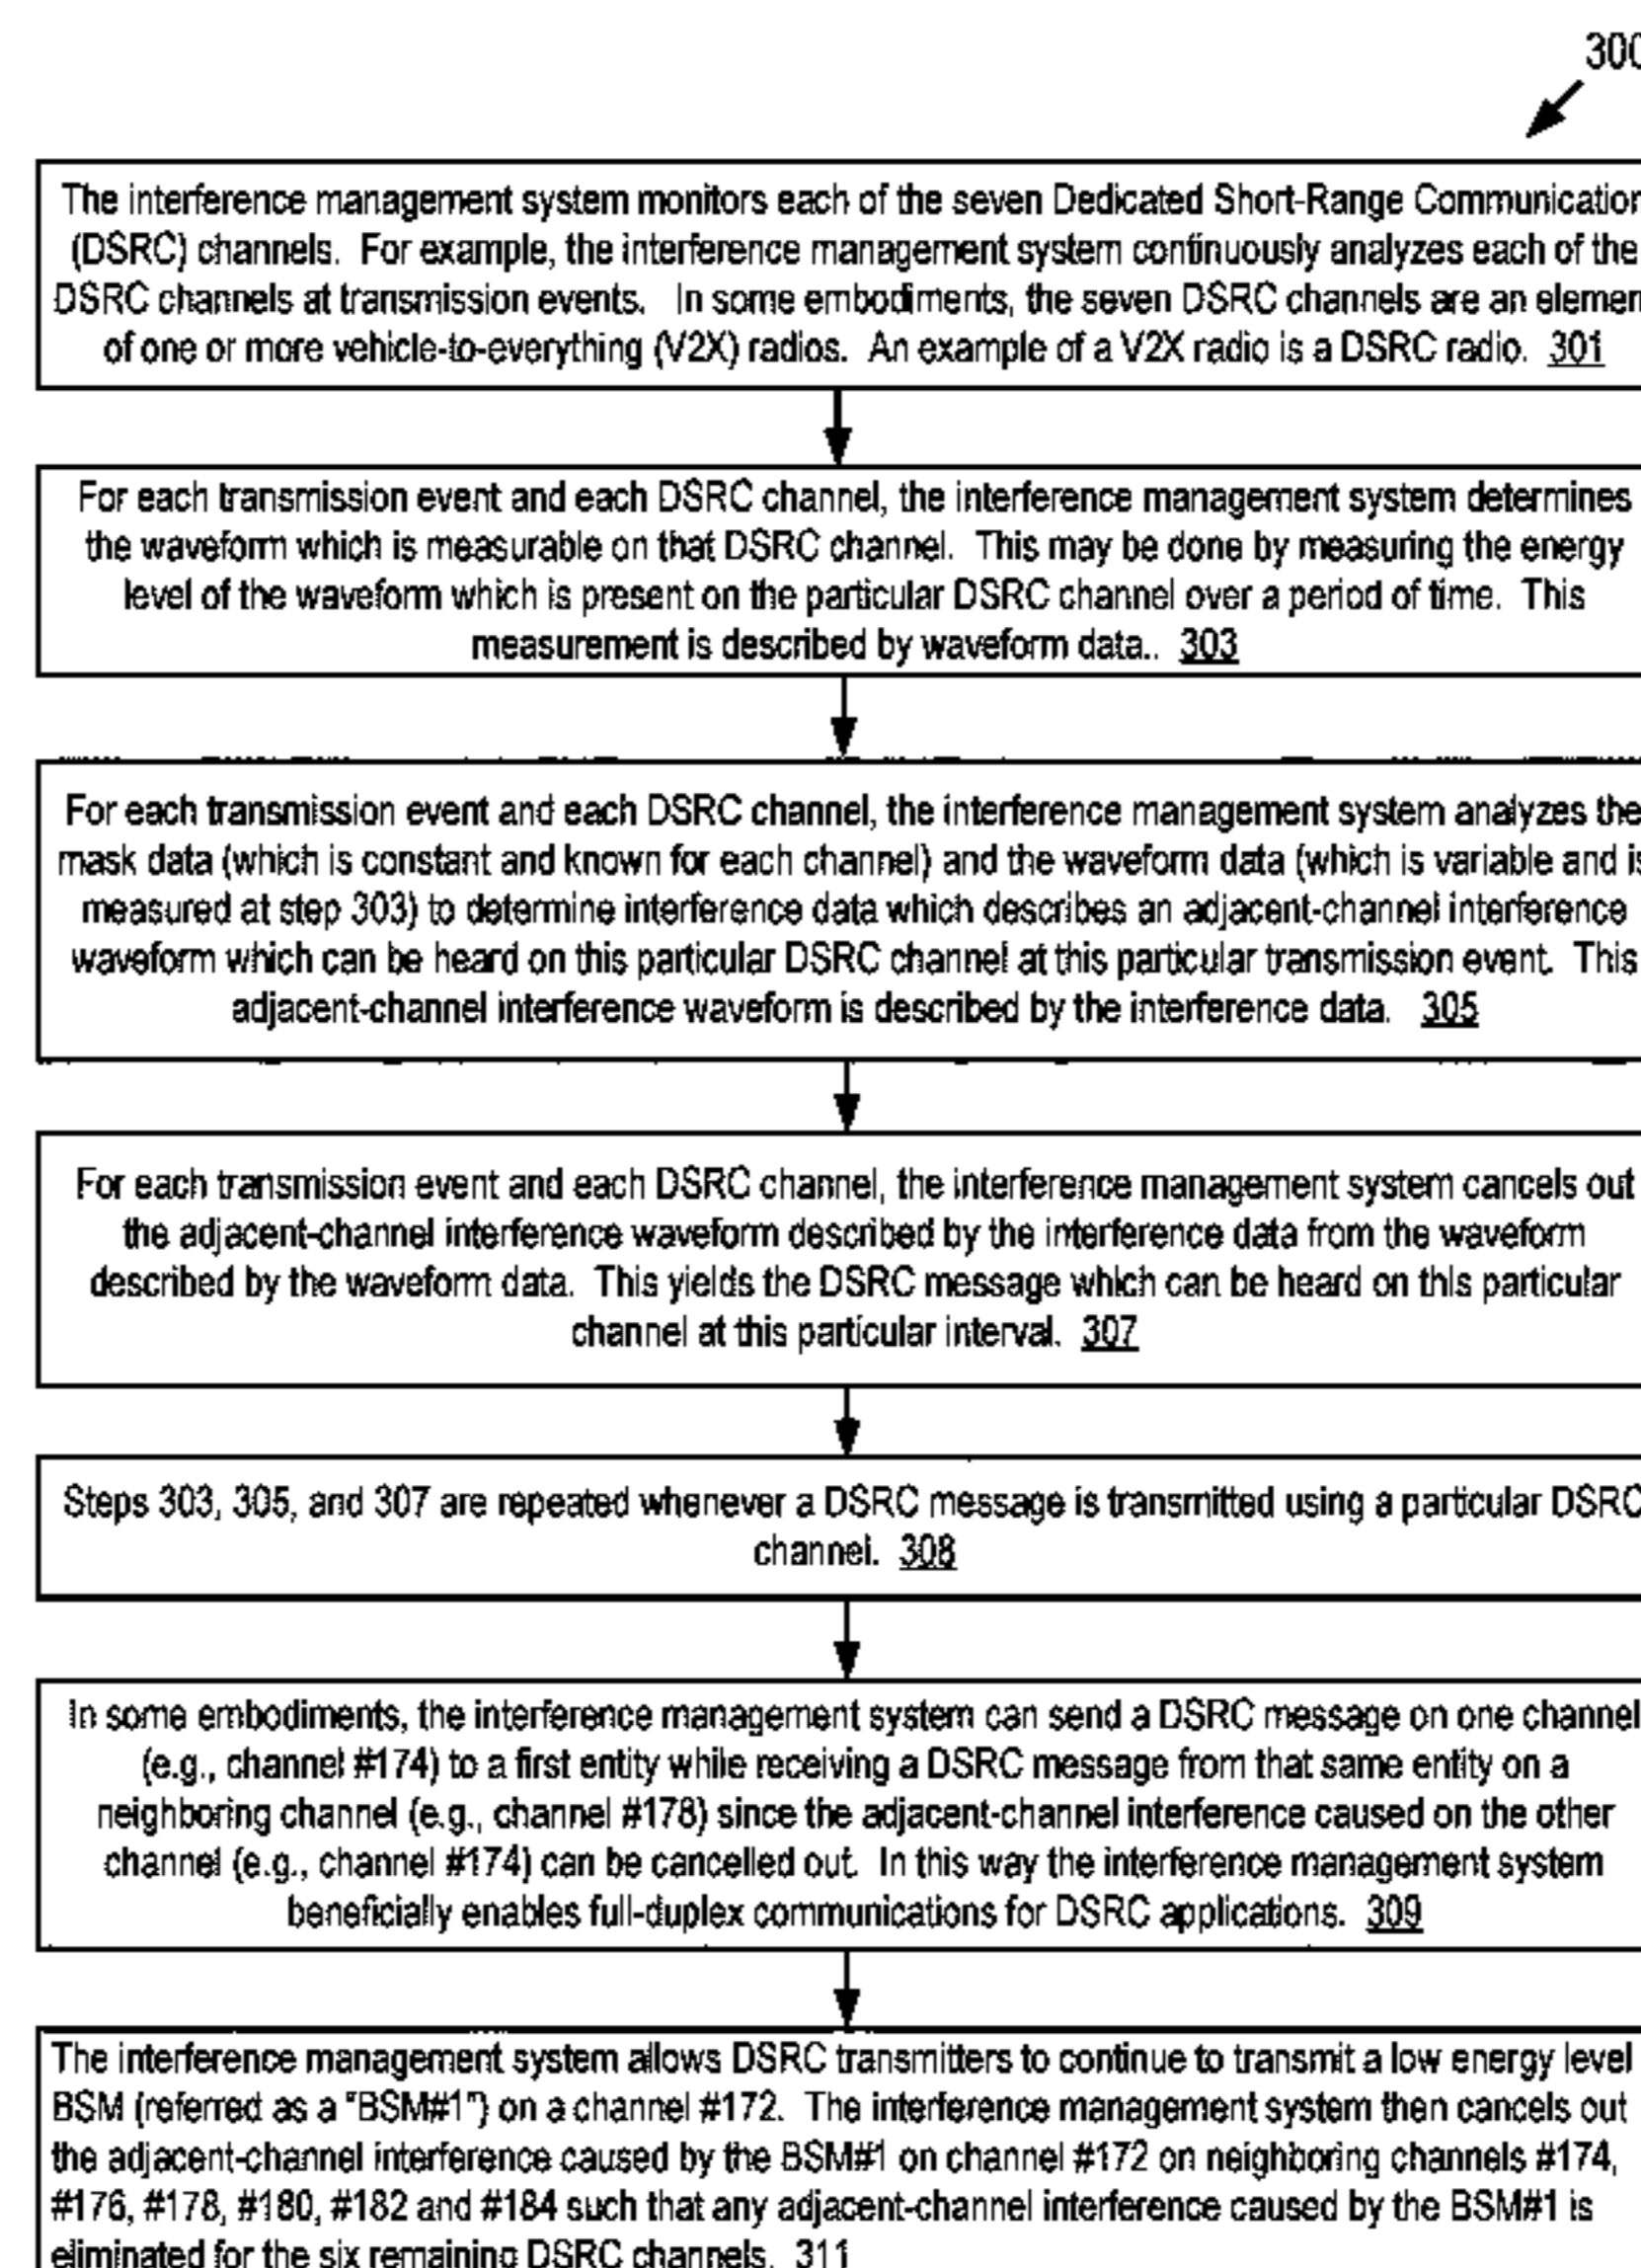 300
The interference management system monitors each of the seven Dedicated Short-Range Communication
(DSRC) channels. For example, the interference management system continuously analyzes each of the
DSRC channels at transmission events. In some embodiments, the seven DSRC channels are an elemen
of one or more vehicle-to-everything (V2X) radios. An example of a V2X radio is a DSRC radio. 301
For each transmission event and each DSRC channel, the interference management system determines
the waveform which is measurable on that DSRC channel. This may be done by measuring the energy
level of the waveform which is present on the particular DSRC channel over a period of time. This
measurement is described by waveform data.. 303
For each transmission event and each DSRC channel, the interference management system analyzes the
mask data (which is constant and known for each channel) and the waveform data (which is variable and is
measured at step 303) to determine interference data which describes an adjacent-channel interference
waveform which can be heard on this particular DSRC channel at this particular transmission event. This
adjacent-channel interference waveform is described by the interference data. 305
For each transmission event and each DSRC channel, the interference management system cancels out
the adjacent-channel interference waveform described by the interference data from the waveform
described by the waveform data. This yields the DSRC message which can be heard on this particular
channel at this particular interval. 307
Steps 303, 305, and 307 are repeated whenever a DSRC message is transmitted using a particular DSRC
channel. 308
In some embodiments, the interference management system can send a DSRC message on one channel
(e.g., channel #174) to a first entity while receiving a DSRC message from that same entity on a
neighboring channel (e.g., channel #178) since the adjacent-channel interference caused on the other
channel (e.g., channel #174) can be cancelled out. In this way the interference management system
beneficially enables full-duplex communications for DSRC applications. 309
The interference management system allows DSRC transmitters to continue to transmit a low energy level
BSM (referred as a "BSM#1") on a channel #172. The interference management system then cancels out
the adjacent-channel interference caused by the BSM#1 on channel #172 on neighboring channels #174,
#176, #178, #180, #182 and #184 such that any adjacent-channel interference caused by the BSM#1 is
eliminated for the six remaining DSRC channels. 311